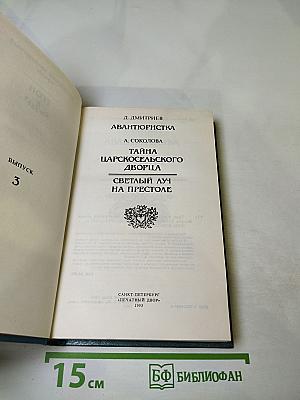 ВЫПУСК
3
Д. ДМИТРИЕВ
АВАНТЮРИСТКА
А. СОКОЛОВА
ТАЙНА
ЦАРСКОСЕЛЬСКОГО
ДВОРЦА
СВЕТЛЫЙ ЛУЧ
НА ПРЕСТОЛЕ
САНКТ-ПЕТЕРБУРГ
«ПЕЧАТНЫЙ ДВОР»
1993
15 см
БФ БИБЛИОФАН